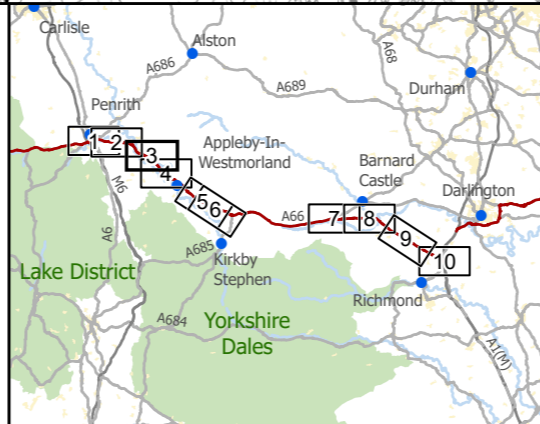 Carlisle
Alston
A686
A689
A68
Durham
Penrith
1
2
3
4
Appleby-In-
Westmorland
5
6
M6
A6
A66
Barnard
Castle
7
8
9
10
Darlington
Lake District
A685
Kirkby
Stephen
Richmond
A684
Yorkshire
Dales
A1(M)